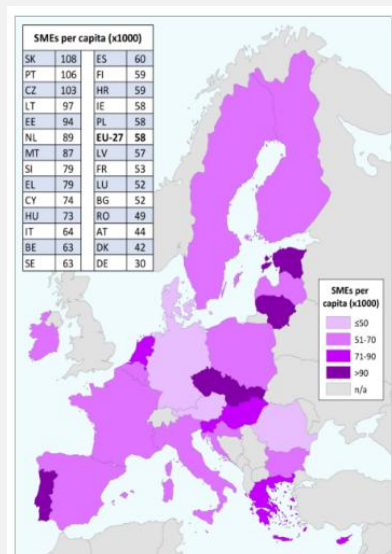 SMEs per capita (x1000)
SK 108 ES 60
PT 106 FI 59
CZ 103 HR 59
LT 97 IE 58
EE 94 PL 58
NL 89 EU-27 58
MT 87 LV 57
SI 79 FR 53
EL 79 LU 52
CY 74 BG 52
HU 73 RO 49
IT 64 AT 44
BE 63 DK 42
SE 63 DE 30
SMEs per
capita (x1000)
≤50
51-70
71-90
>90
n/a